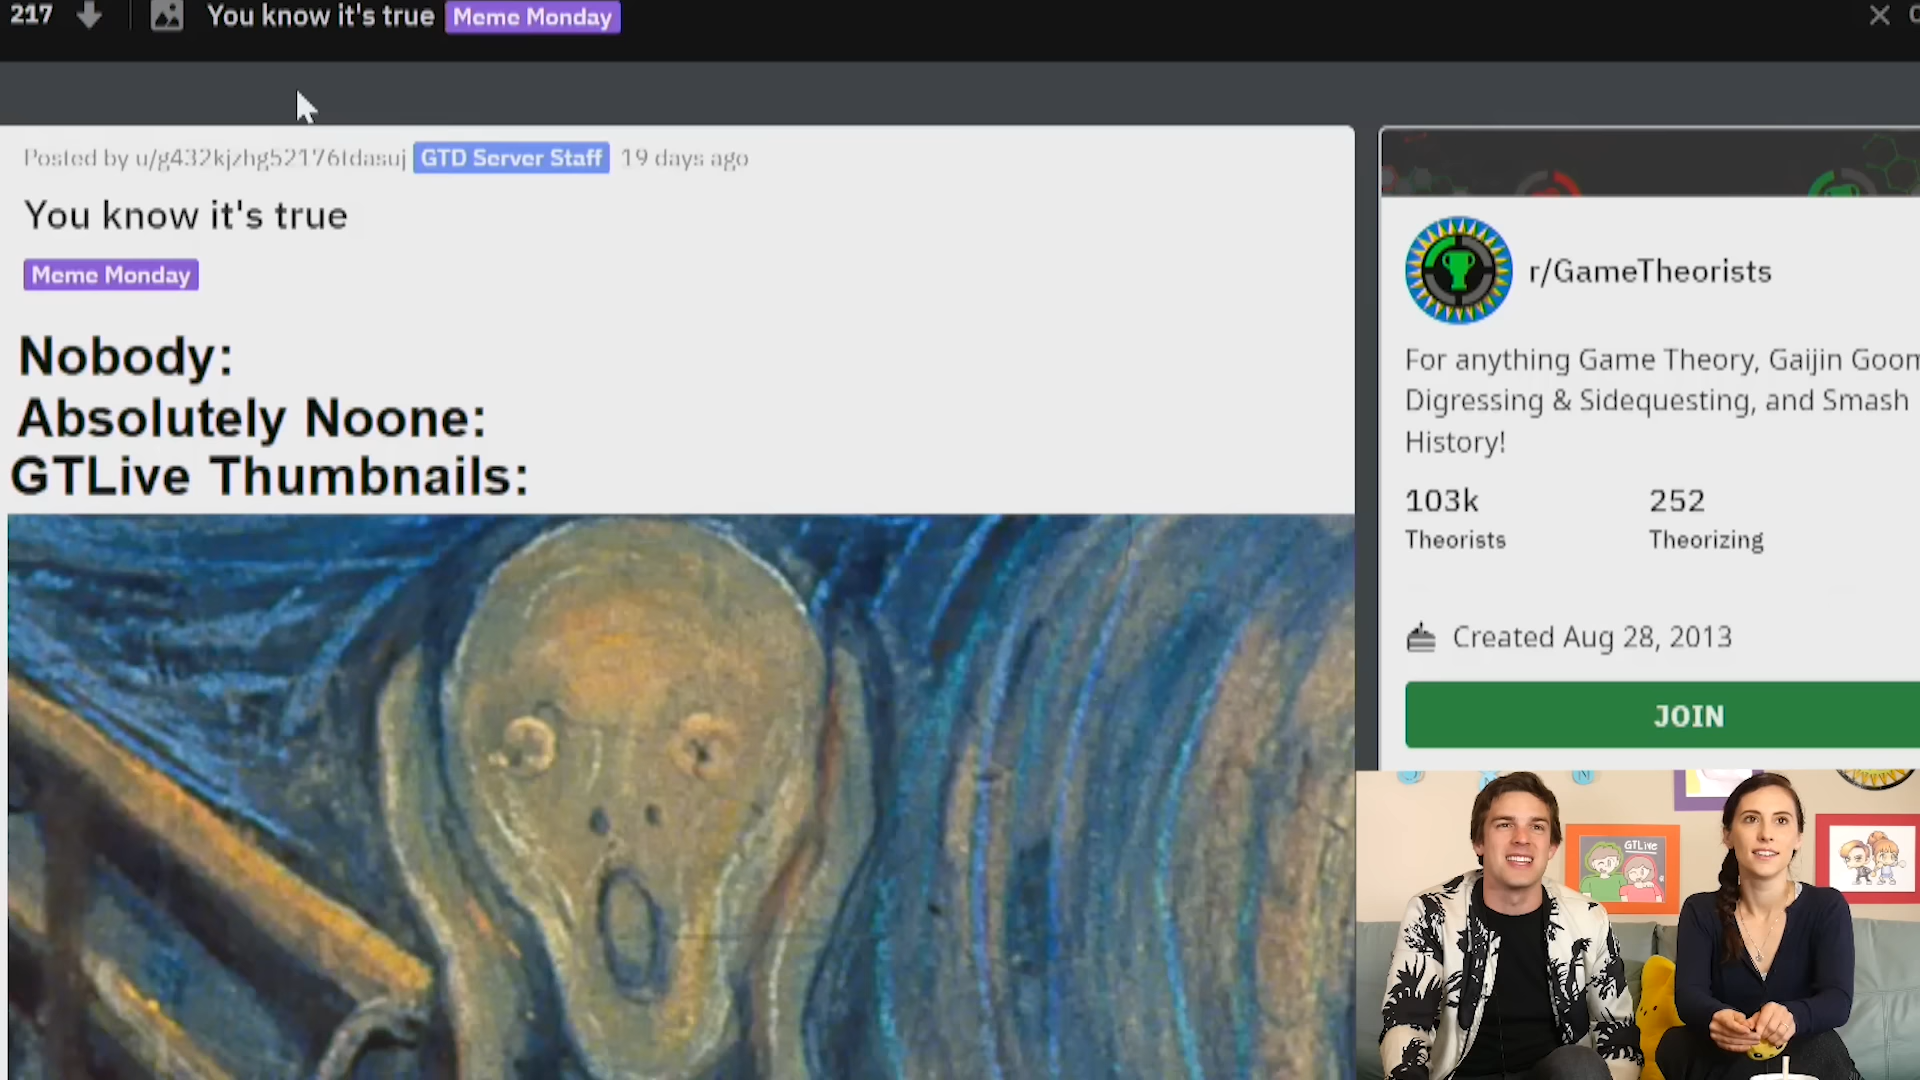 217 You know it's true Meme Monday
Posted by u/g432kjzhg52176tdasuj GTD Server Staff 19 days ago
You know it's true
Meme Monday
Nobody:
Absolutely Noone:
GTLive Thumbnails:
r/GameTheorists
For anything Game Theory, Gaijin Goom
Digressing & Sidequesting, and Smash
History!
103k 252
Theorists Theorizing
Created Aug 28, 2013
JOIN
GTLive